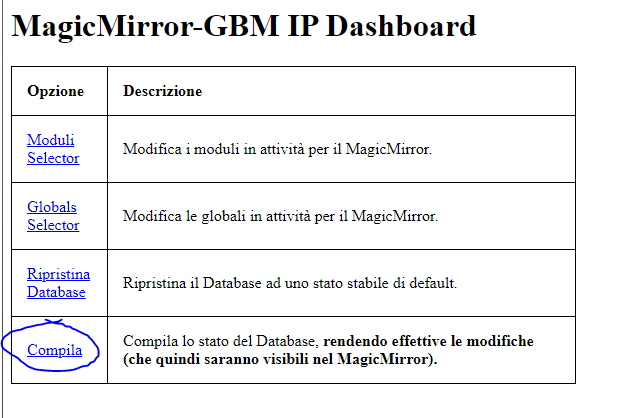 MagicMirror-GBM IP Dashboard
Opzione Descrizione
Moduli
Selector
Modifica i moduli in attività per il MagicMirror.
Globals
Selector
Modifica le globali in attività per il MagicMirror.
Ripristina
Database
Ripristina il Database ad uno stato stabile di default.
Compila
Compila lo stato del Database, rendendo effettive le modifiche
(che quindi saranno visibili nel MagicMirror).